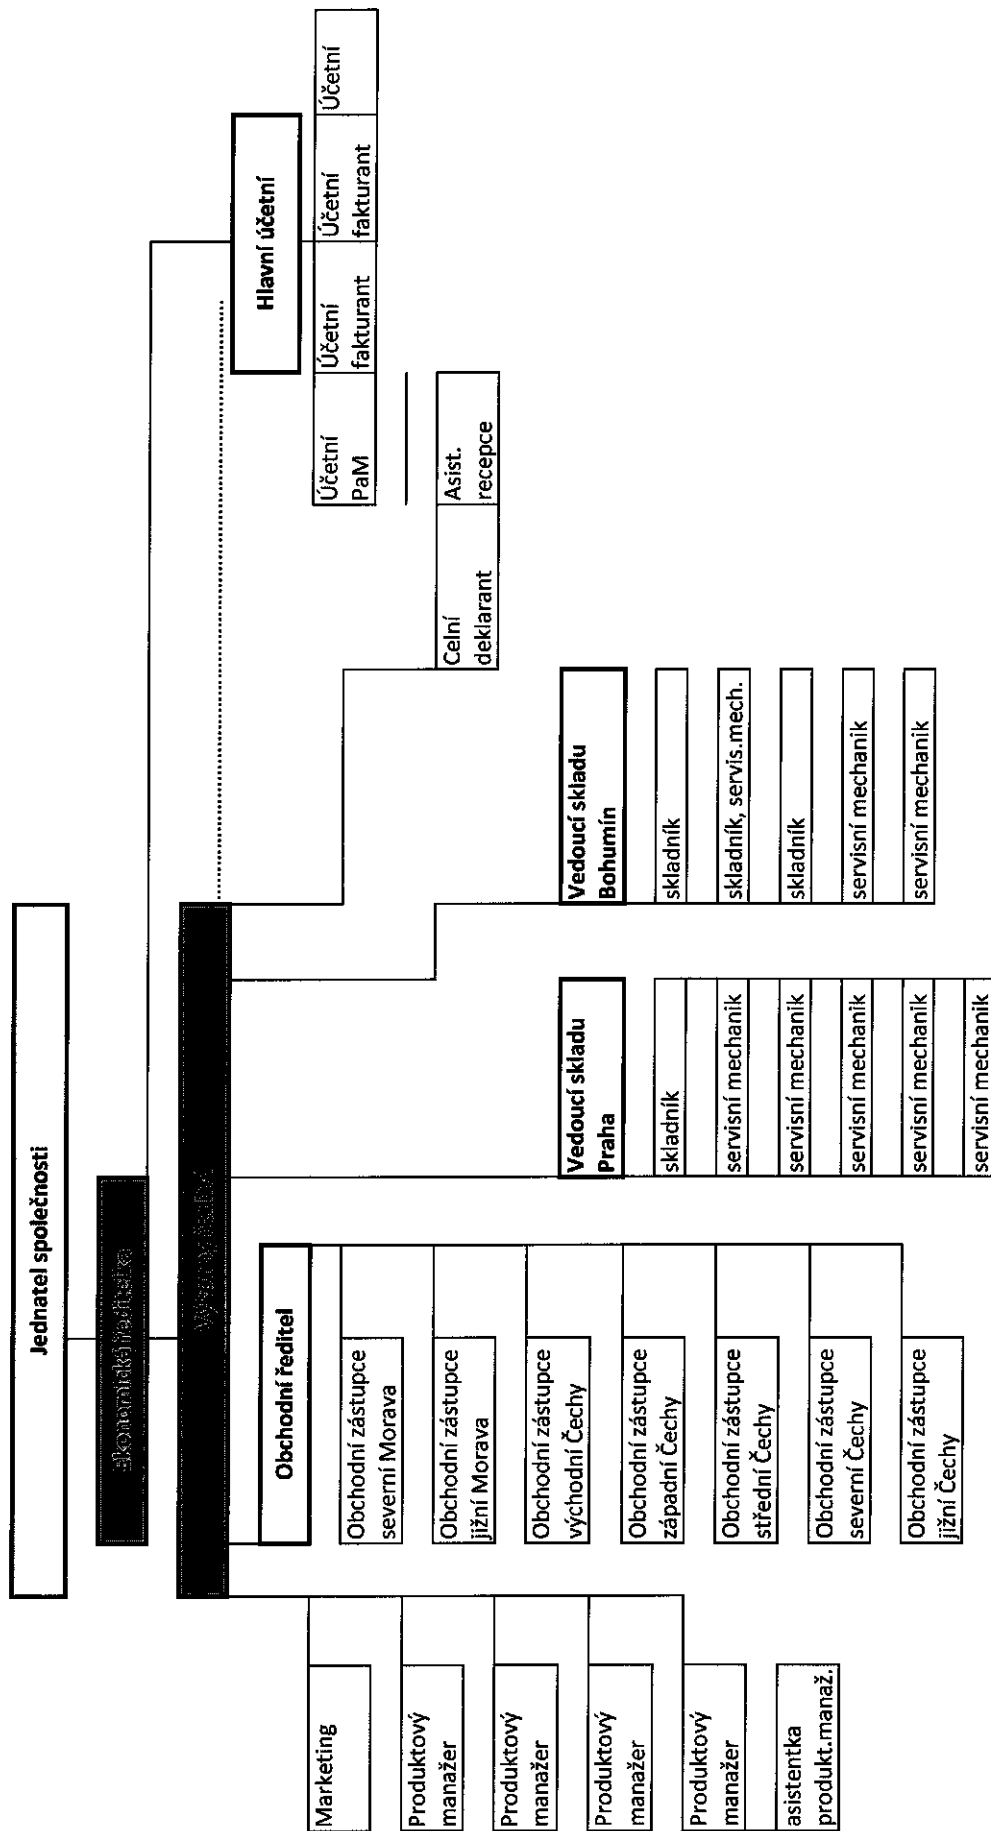 Jednatel společnosti
Ekonomická ředitelka
Výkonný ředitel
Hlavní účetní
Účetní
PaM
Účetní
fakturant
Účetní
fakturant
Účetní
Celní
deklarant
Asist.
recepce
Obchodní ředitel
Obchodní zástupce
severní Morava
Obchodní zástupce
jižní Morava
Obchodní zástupce
východní Čechy
Obchodní zástupce
západní Čechy
Obchodní zástupce
střední Čechy
Obchodní zástupce
severní Čechy
Obchodní zástupce
jižní Čechy
Marketing
Produktový
manažer
Produktový
manažer
Produktový
manažer
Produktový
manažer
asistentka
produkt.manaž.
Vedoucí skladu
Praha
skladník
servisní mechanik
servisní mechanik
servisní mechanik
servisní mechanik
servisní mechanik
Vedoucí skladu
Bohumín
skladník
skladník, servis.mech.
skladník
servisní mechanik
servisní mechanik